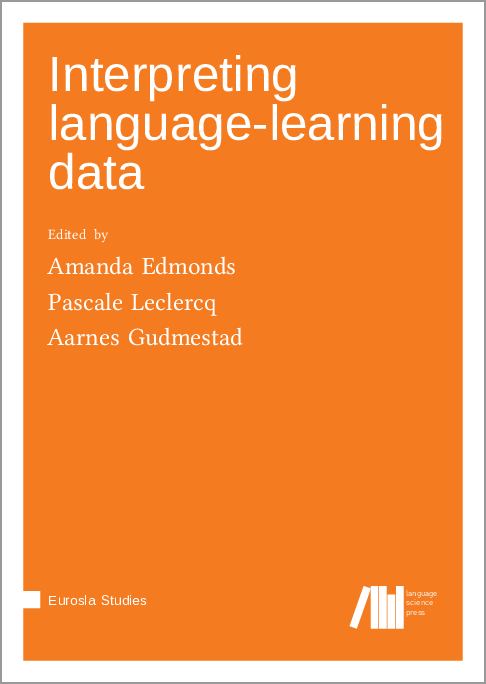 Interpreting
language-learning
data
Edited by
Amanda Edmonds
Pascale Leclercq
Aarnes Gudmestad
Eurosla Studies
language
science
press